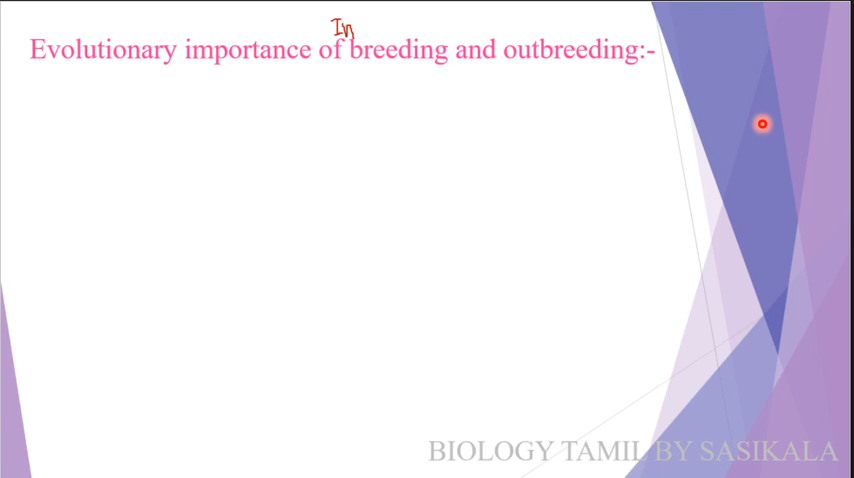 In
Evolutionary importance of breeding and outbreeding:-
BIOLOGY TAMIL BY SASIKALA